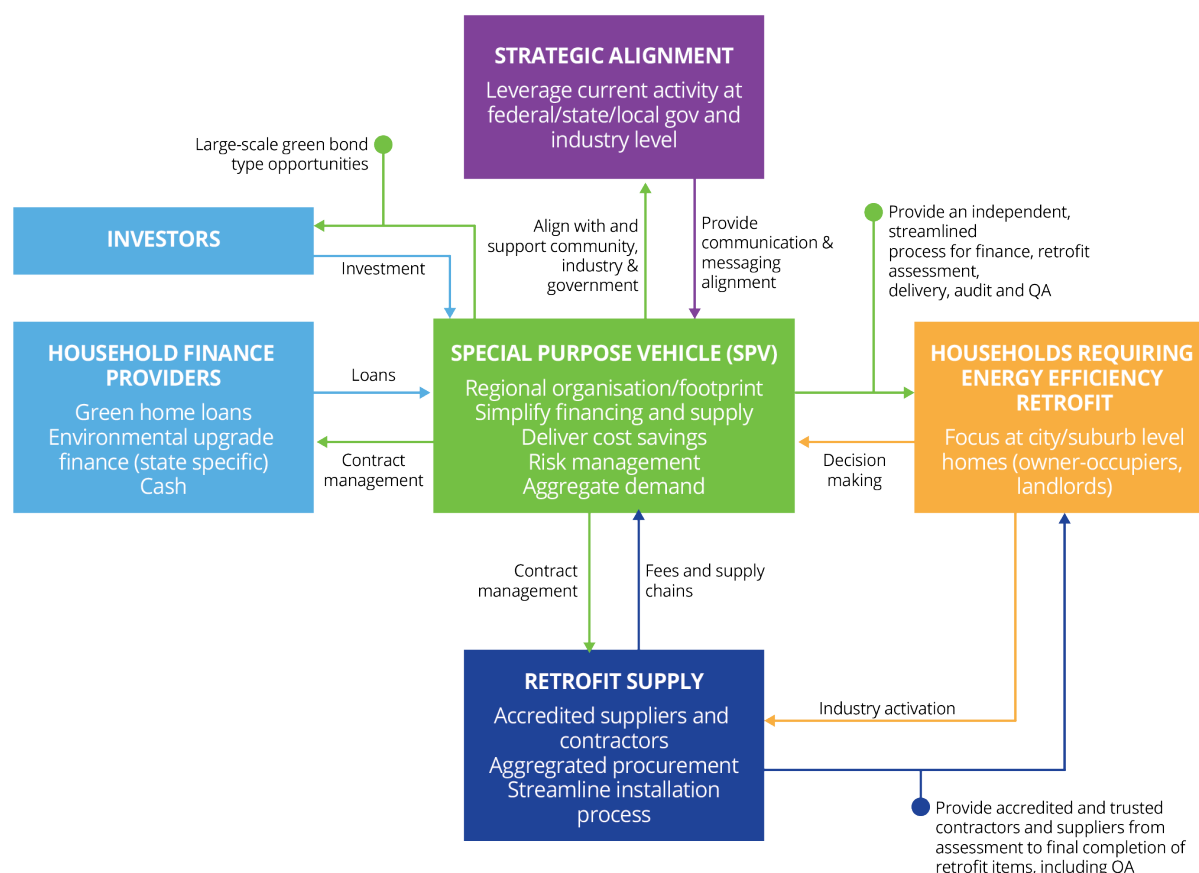 STRATEGIC ALIGNMENT
Leverage current activity at
federal/state/local gov and
industry level
Large-scale green bond
type opportunities
INVESTORS
Investment
Align with and
support community,
industry &
government
Provide
communication &
messaging
alignment
Provide an independent,
streamlined
process for finance, retrofit
assessment,
delivery, audit and QA
HOUSEHOLD FINANCE
PROVIDERS
Green home loans
Environmental upgrade
finance (state specific)
Cash
Loans
Contract
management
SPECIAL PURPOSE VEHICLE (SPV)
Regional organisation/footprint
Simplify financing and supply
Deliver cost savings
Risk management
Aggregate demand
Decision
making
HOUSEHOLDS REQUIRING
ENERGY EFFICIENCY
RETROFIT
Focus at city/suburb level
homes (owner-occupiers,
landlords)
Contract
management
Fees and supply
chains
RETROFIT SUPPLY
Accredited suppliers and
contractors
Aggregrated procurement
Streamline installation
process
Industry activation
Provide accredited and trusted
contractors and suppliers from
assessment to final completion of
retrofit items, including QA